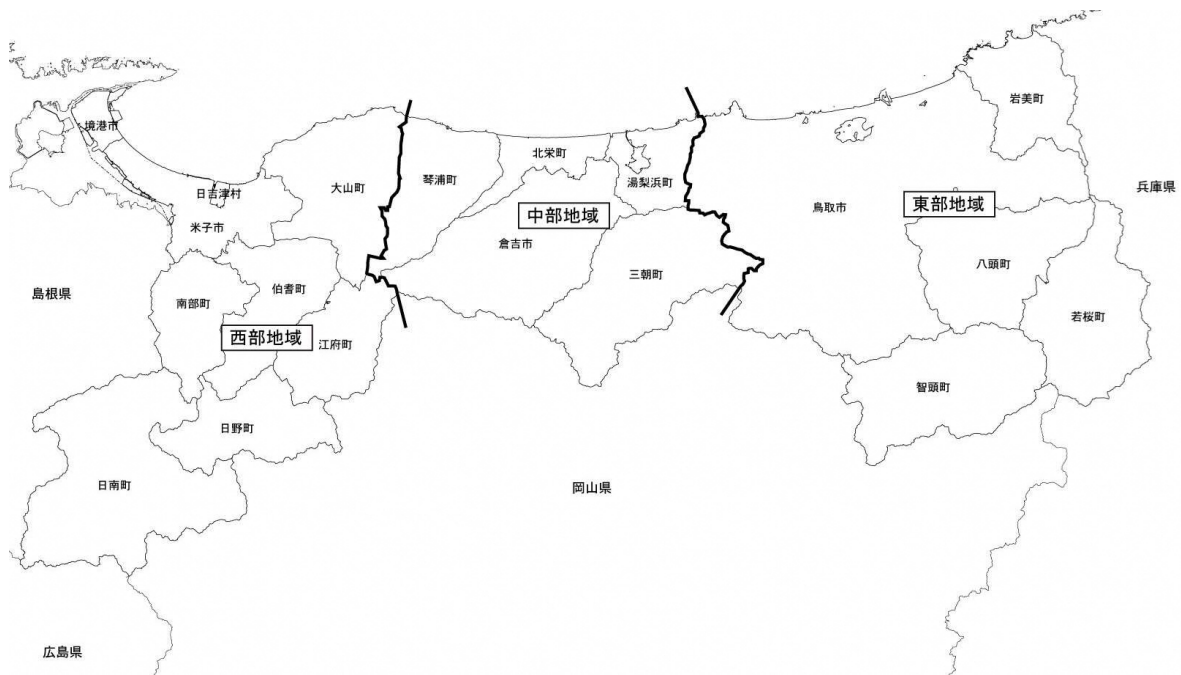 境港市
日吉津村
米子市
大山町
南部町
伯耆町
西部地域
江府町
日野町
日南町
島根県
広島県
琴浦町
北栄町
湯梨浜町
中部地域
倉吉市
三朝町
岡山県
鳥取市
岩美町
東部地域
八頭町
若桜町
智頭町
兵庫県